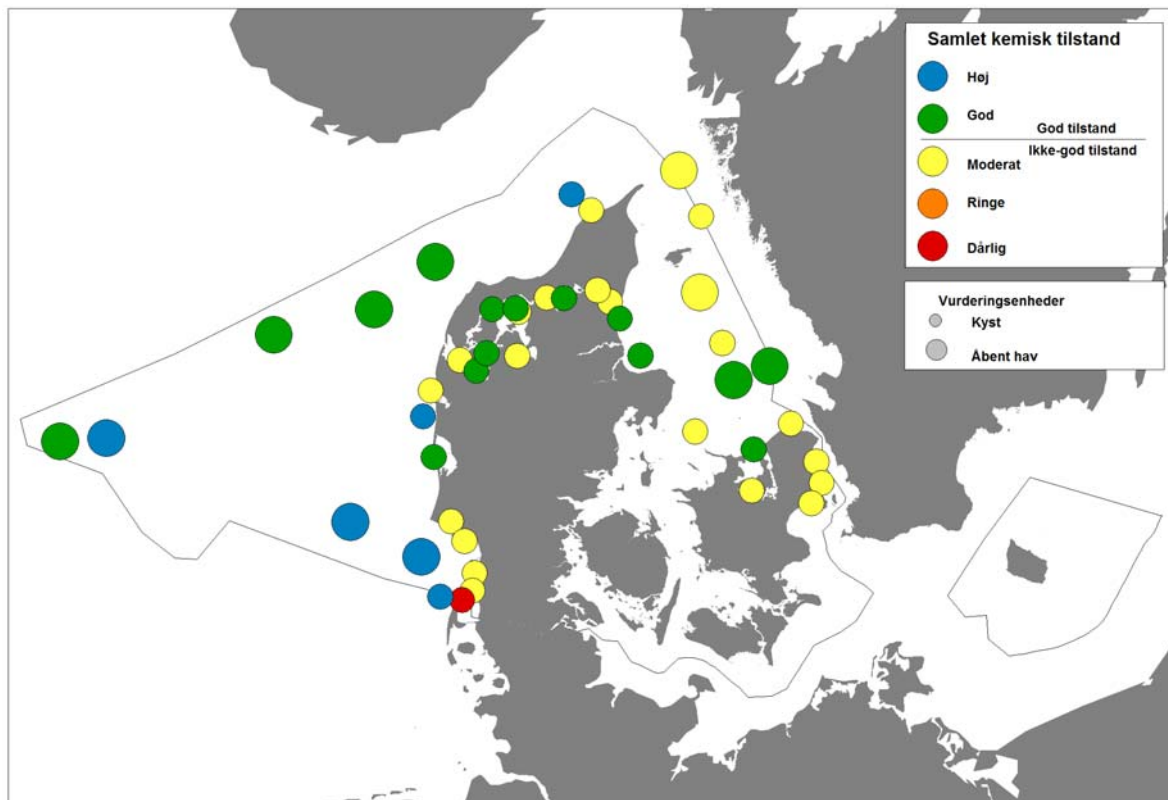 Samlet kemisk tilstand
Høj
God
God tilstand
Ikke-god tilstand
Moderat
Ringe
Dårlig
Vurderingsenheder
Kyst
Åbent hav